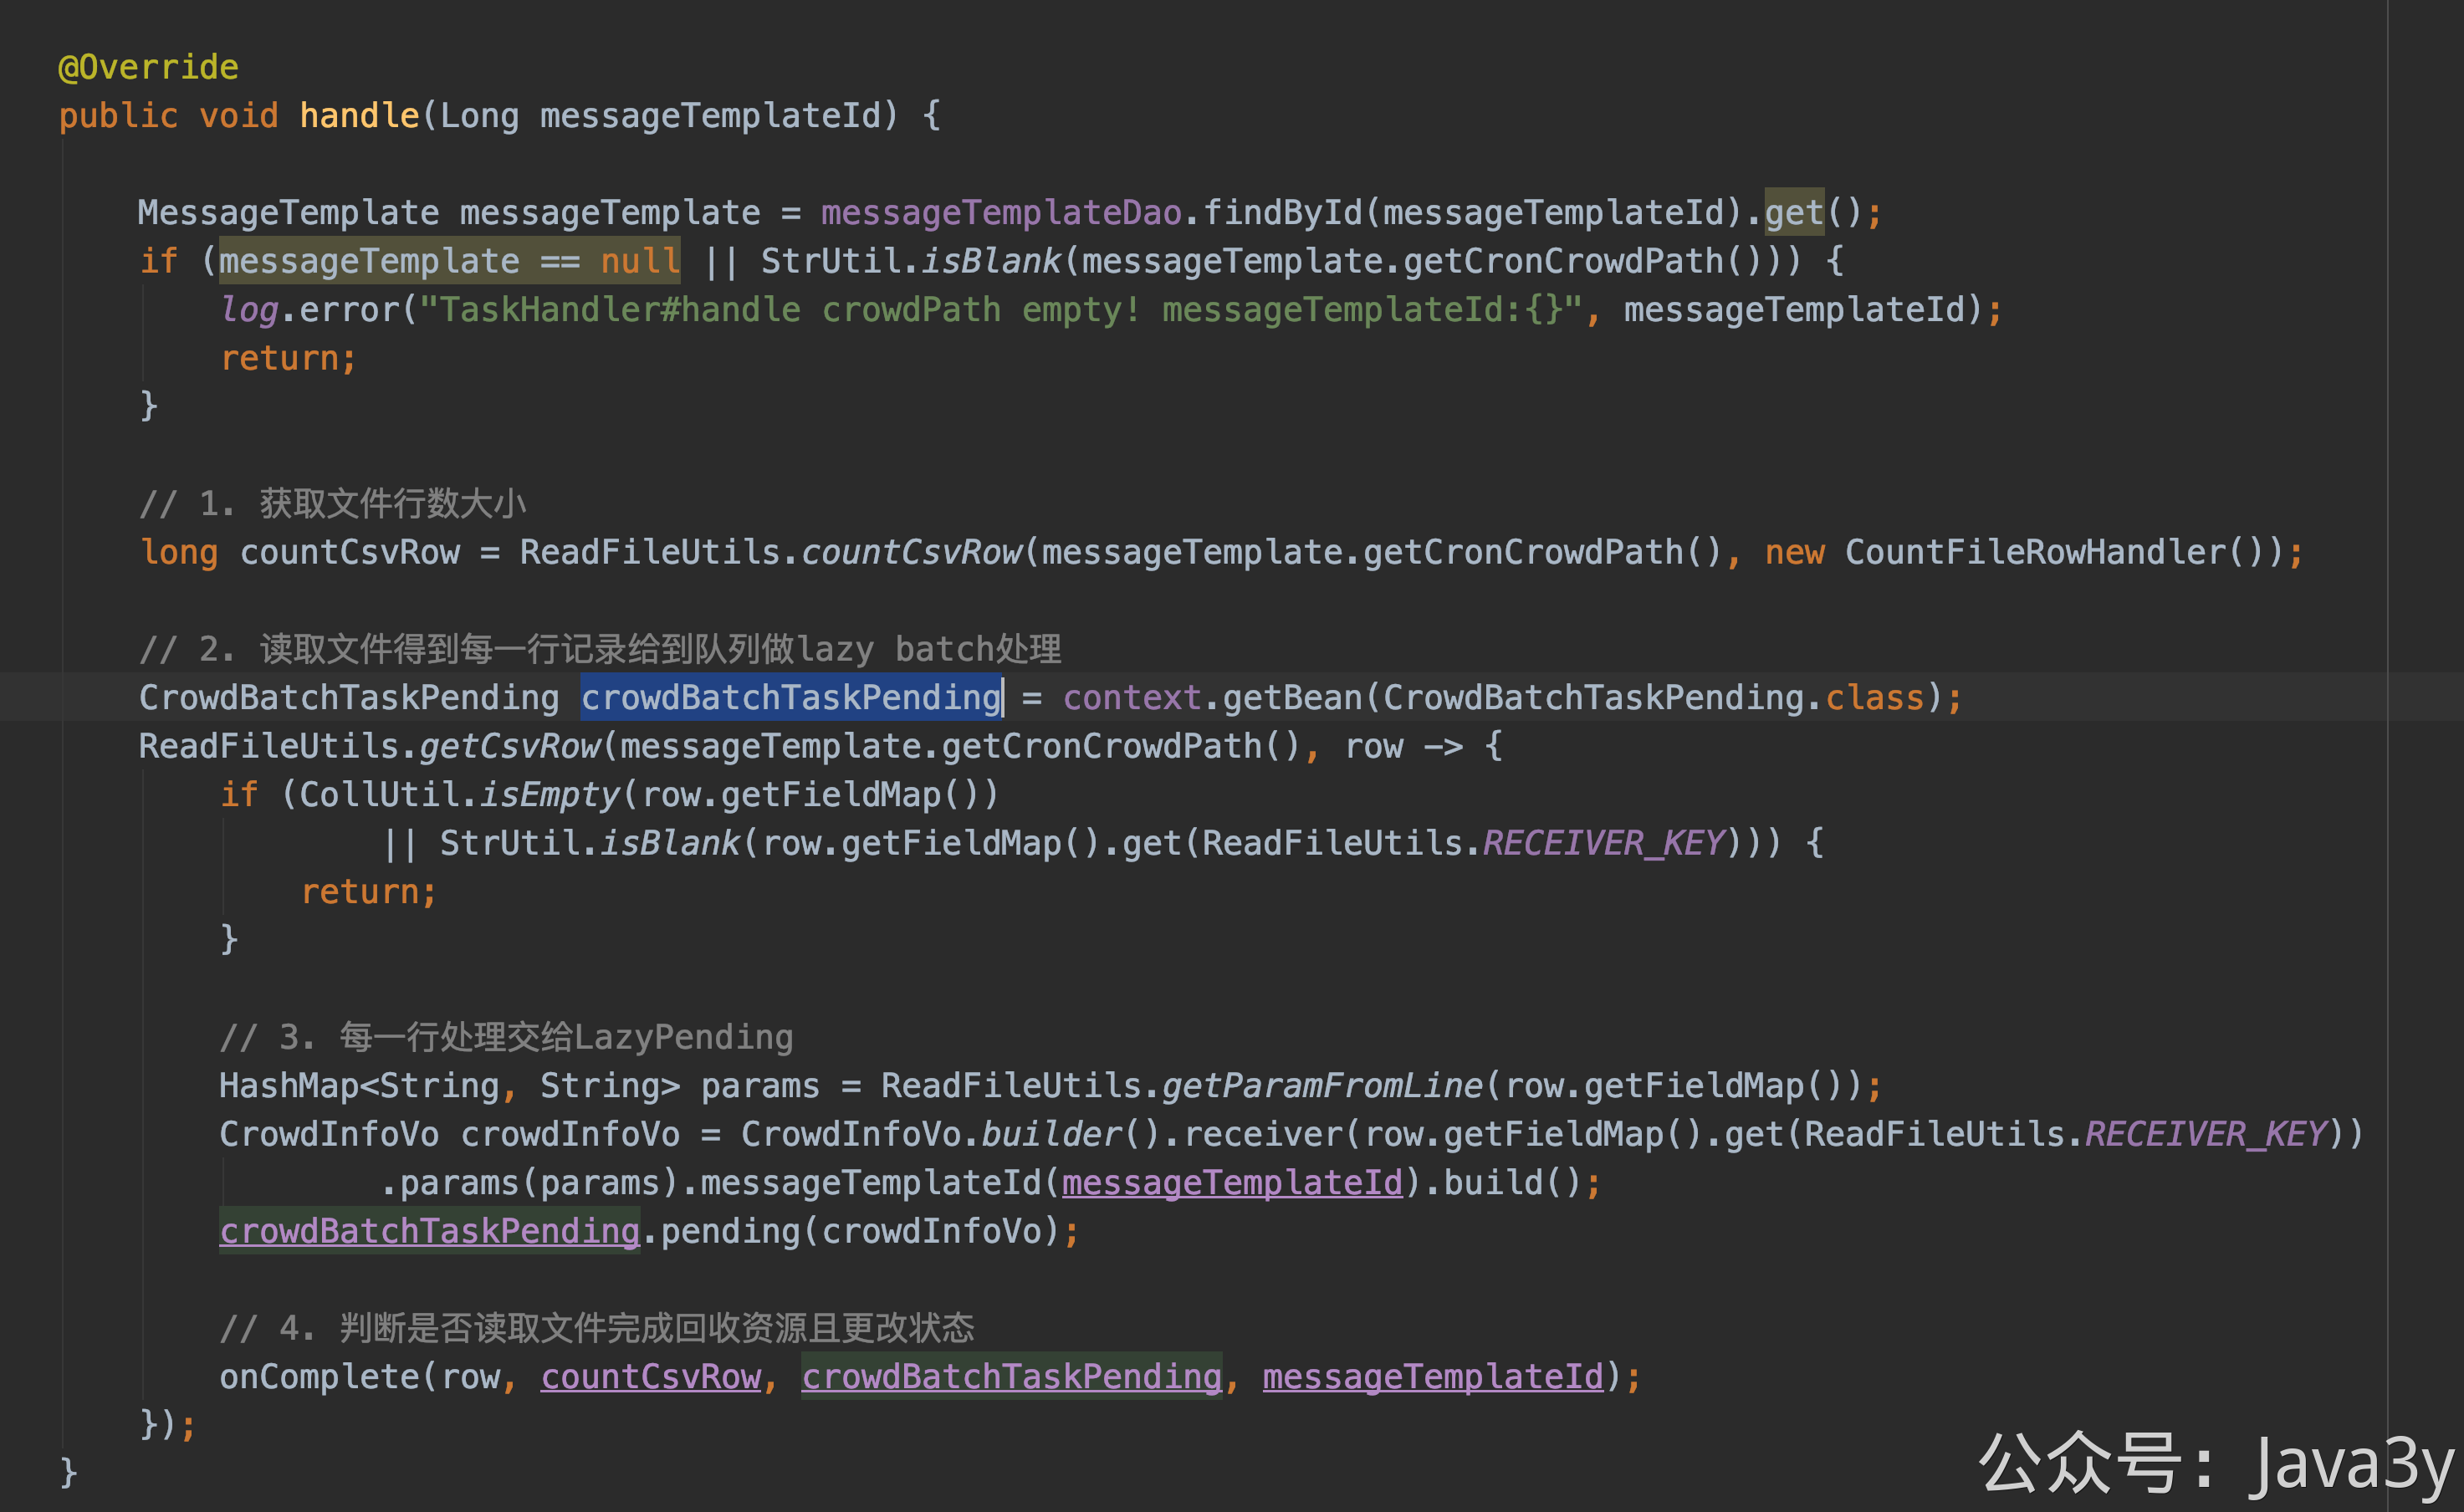 @Override
public void handle(Long messageTemplateId) {
MessageTemplate messageTemplate = messageTemplateDao.findById(messageTemplateId).get();
if (messageTemplate == null || StrUtil.isBlank(messageTemplate.getCronCrowdPath())) {
log.error("TaskHandler#handle crowdPath empty! messageTemplateId:{}", messageTemplateId);
return;
}
// 1. 获取文件行数大小
long countCsvRow = ReadFileUtils.countCsvRow(messageTemplate.getCronCrowdPath(), new CountFileRowHandler());
// 2. 读取文件得到每一行记录给到队列做lazy batch处理
CrowdBatchTaskPending crowdBatchTaskPending = context.getBean(CrowdBatchTaskPending.class);
ReadFileUtils.getCsvRow(messageTemplate.getCronCrowdPath(), row -> {
if (CollUtil.isEmpty(row.getFieldMap())
|| StrUtil.isBlank(row.getFieldMap().get(ReadFileUtils.RECEIVER_KEY))) {
return;
}
// 3. 每一行处理交给LazyPending
HashMap<String, String> params = ReadFileUtils.getParamFromLine(row.getFieldMap());
CrowdInfoVo crowdInfoVo = CrowdInfoVo.builder().receiver(row.getFieldMap().get(ReadFileUtils.RECEIVER_KEY))
.params(params).messageTemplateId(messageTemplateId).build();
crowdBatchTaskPending.pending(crowdInfoVo);
// 4. 判断是否读取文件完成回收资源且更改状态
onComplete(row, countCsvRow, crowdBatchTaskPending, messageTemplateId);
});
}
公众号：Java3y